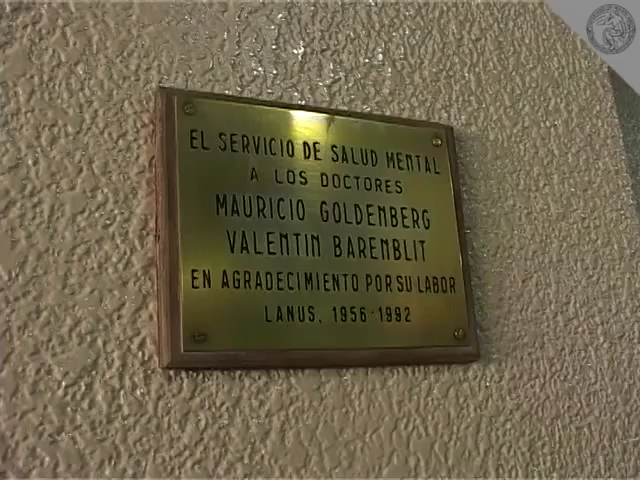 EL SERVICIO DE SALUD MENTAL
A LOS DOCTORES
MAURICIO GOLDENBERG
VALENTIN BARENBLIT
EN AGRADECIMIENTO POR SU LABOR
LANUS, 1956-1992